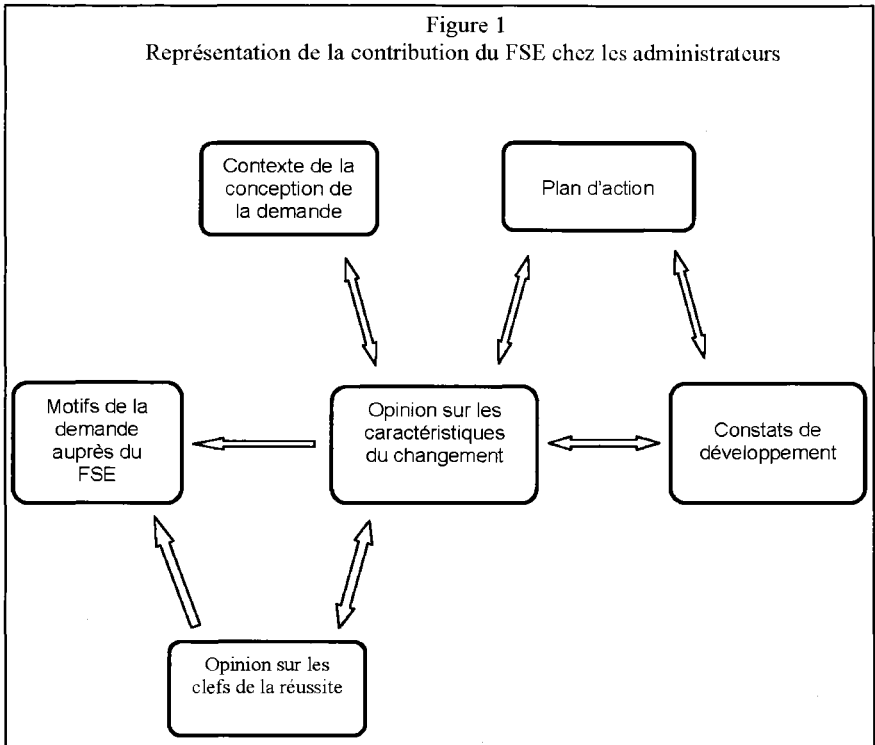 Figure 1
Représentation de la contribution du FSE chez les administrateurs
Contexte de la
conception de
la demande
Plan d'action
Motifs de la
demande
auprès du
FSE
Opinion sur les
caractéristiques
du changement
Constats de
développement
Opinion sur les
clefs de la réussite